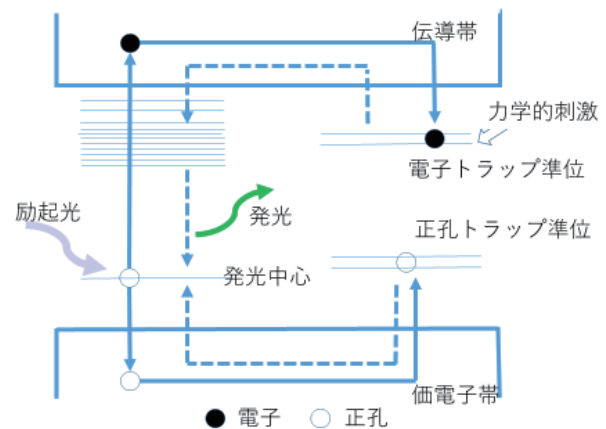 伝導帯
力学的刺激
電子トラップ準位
励起光
発光
正孔トラップ準位
発光中心
価電子帯
電子
正孔